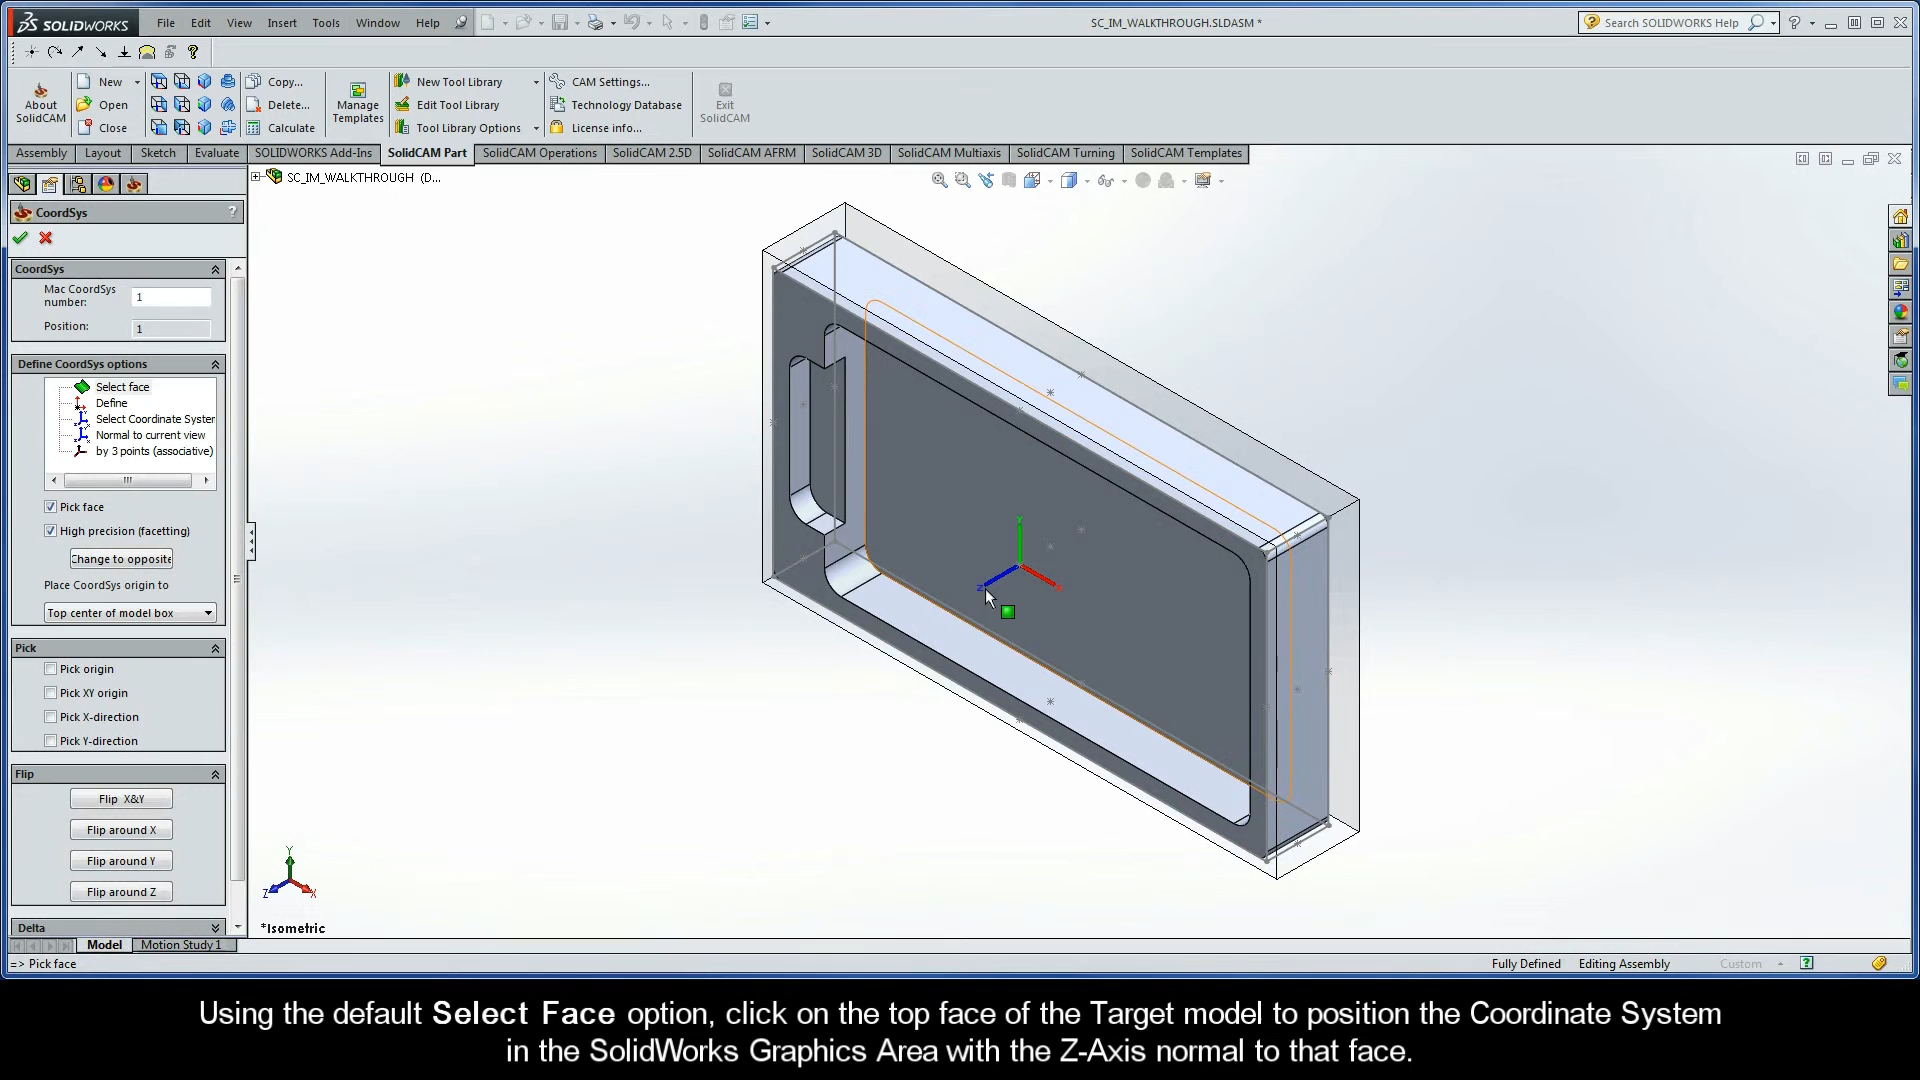 SOLIDWORKS File Edit View Insert Tools Window Help SC_IM_WALKTHROUGH.SLDASM * Search SOLIDWORKS Help
About SolidCAM
New
Open
Close
Copy...
Delete...
Calculate
Manage Templates
New Tool Library
Edit Tool Library
Tool Library Options
CAM Settings...
Technology Database
License info...
Exit SolidCAM
Assembly Layout Sketch Evaluate SOLIDWORKS Add-Ins SolidCAM Part SolidCAM Operations SolidCAM 2.5D SolidCAM AFRM SolidCAM 3D SolidCAM Multiaxis SolidCAM Turning SolidCAM Templates
SC_IM_WALKTHROUGH (D...
CoordSys ?
CoordSys
Mac CoordSys number: 1
Position: 1
Define CoordSys options
Select face
Define
Select Coordinate Syster
Normal to current view
by 3 points (associative)
Pick face
High precision (facetting)
Change to opposite
Place CoordSys origin to
Top center of model box
Pick
Pick origin
Pick XY origin
Pick X-direction
Pick Y-direction
Flip
Flip X&Y
Flip around X
Flip around Y
Flip around Z
Delta
Y
Z
X
Y
Z X
*Isometric
Model Motion Study 1
=> Pick face Fully Defined Editing Assembly Custom
Using the default Select Face option, click on the top face of the Target model to position the Coordinate System
in the SolidWorks Graphics Area with the Z-Axis normal to that face.